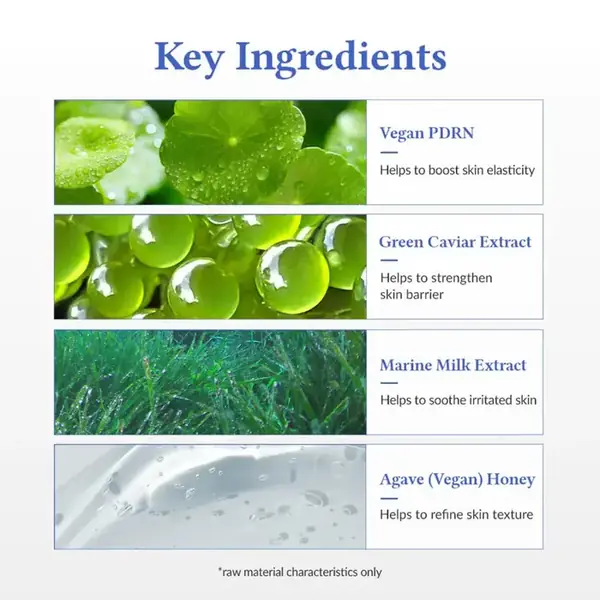 Key Ingredients
Vegan PDRN
Helps to boost skin elasticity
Green Caviar Extract
Helps to strengthen
skin barrier
Marine Milk Extract
Helps to soothe irritated skin
Agave (Vegan) Honey
Helps to refine skin texture
*raw material characteristics only